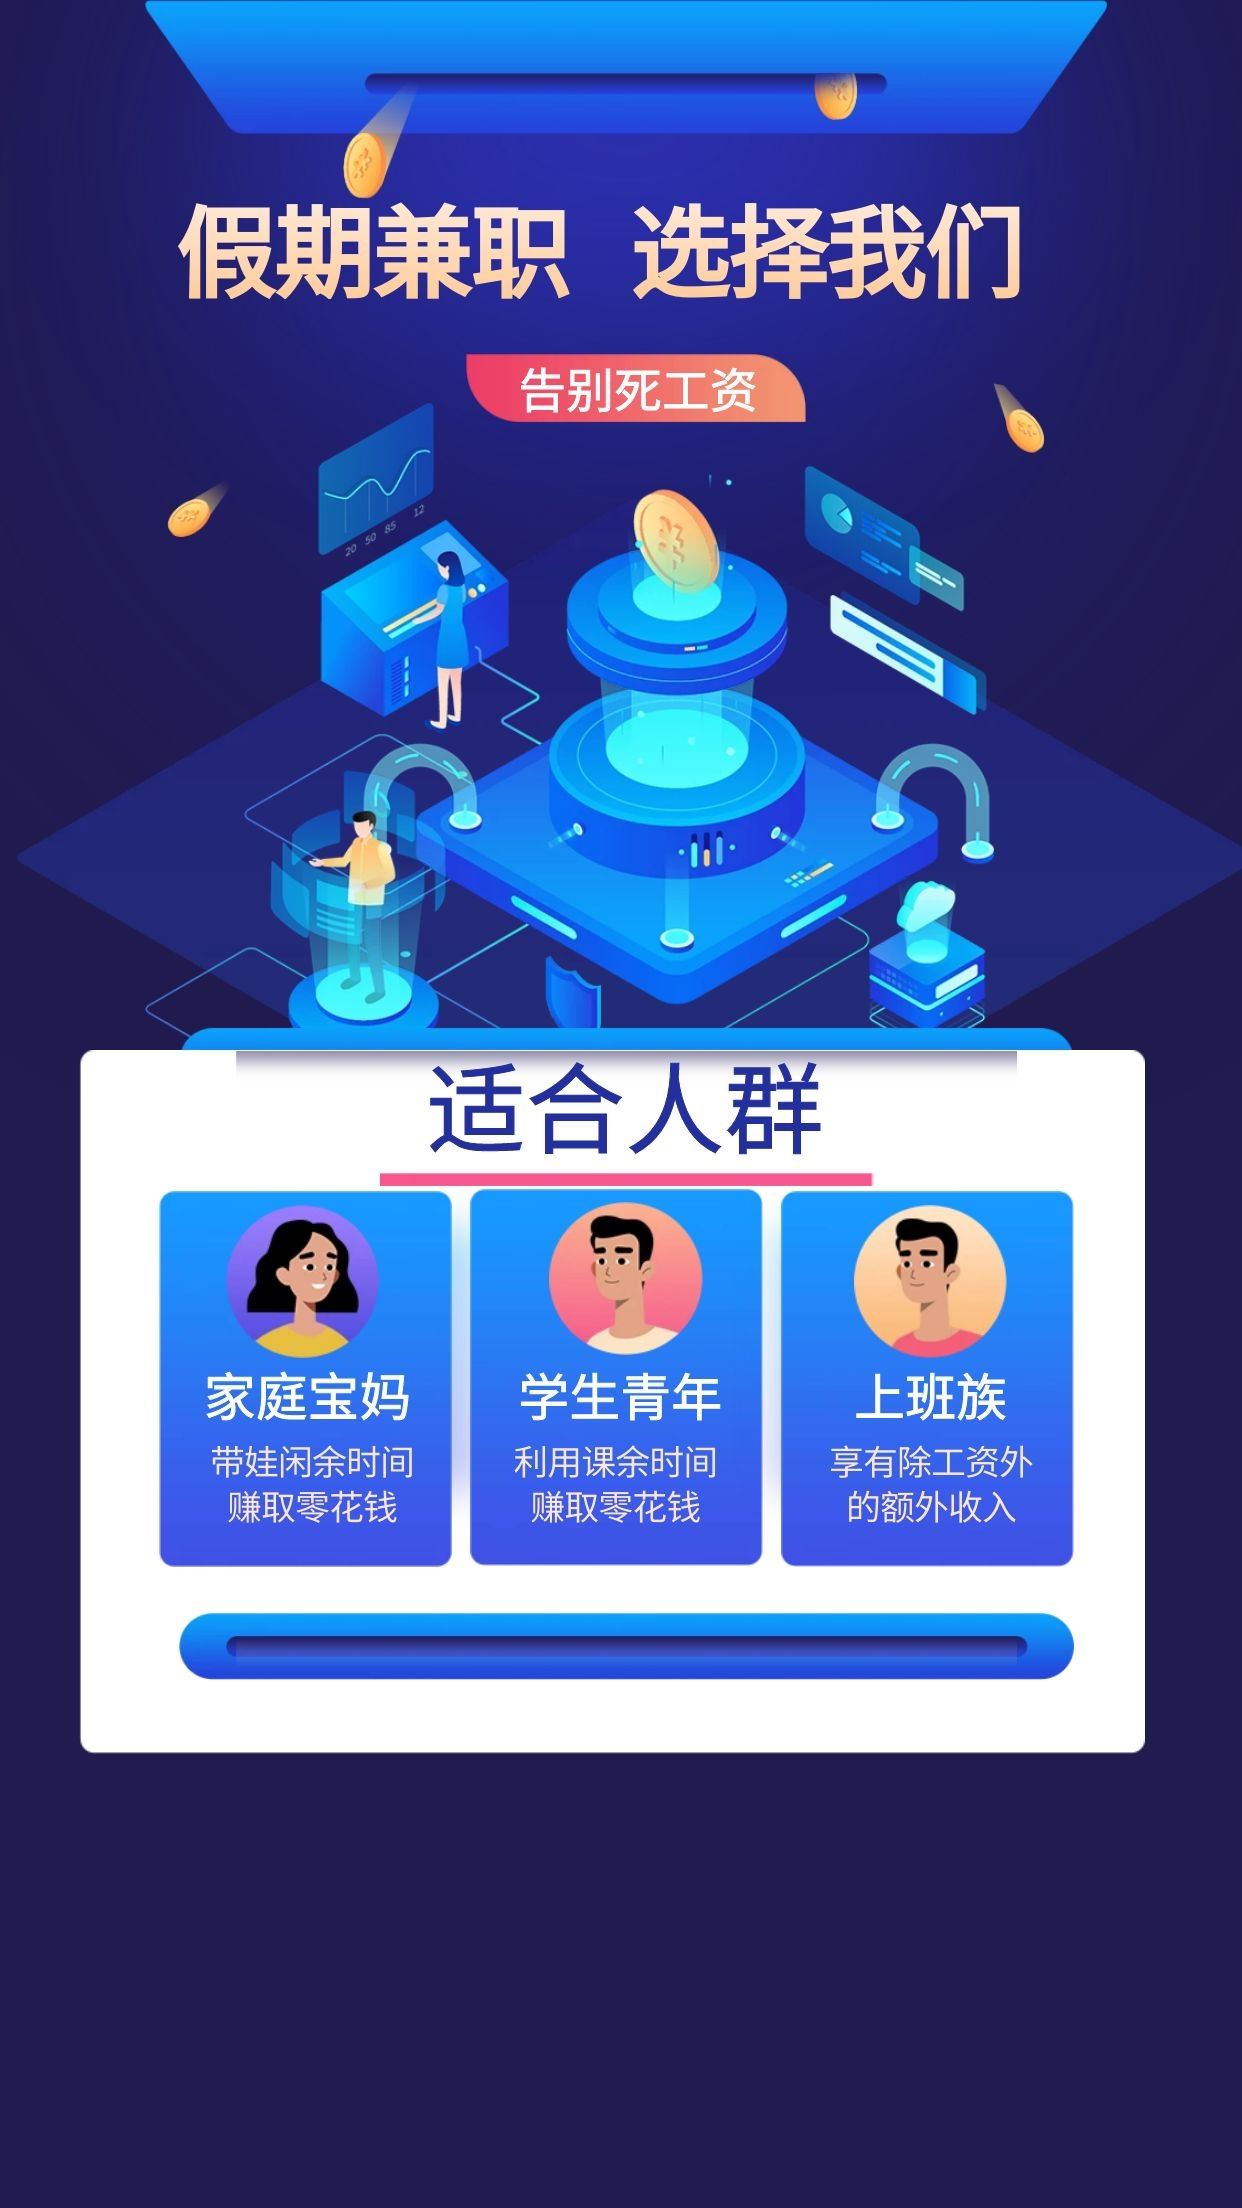 假期兼职 选择我们
告别死工资
20 50 85 12
适合人群
家庭宝妈
带娃闲余时间
赚取零花钱
学生青年
利用课余时间
赚取零花钱
上班族
享有除工资外
的额外收入